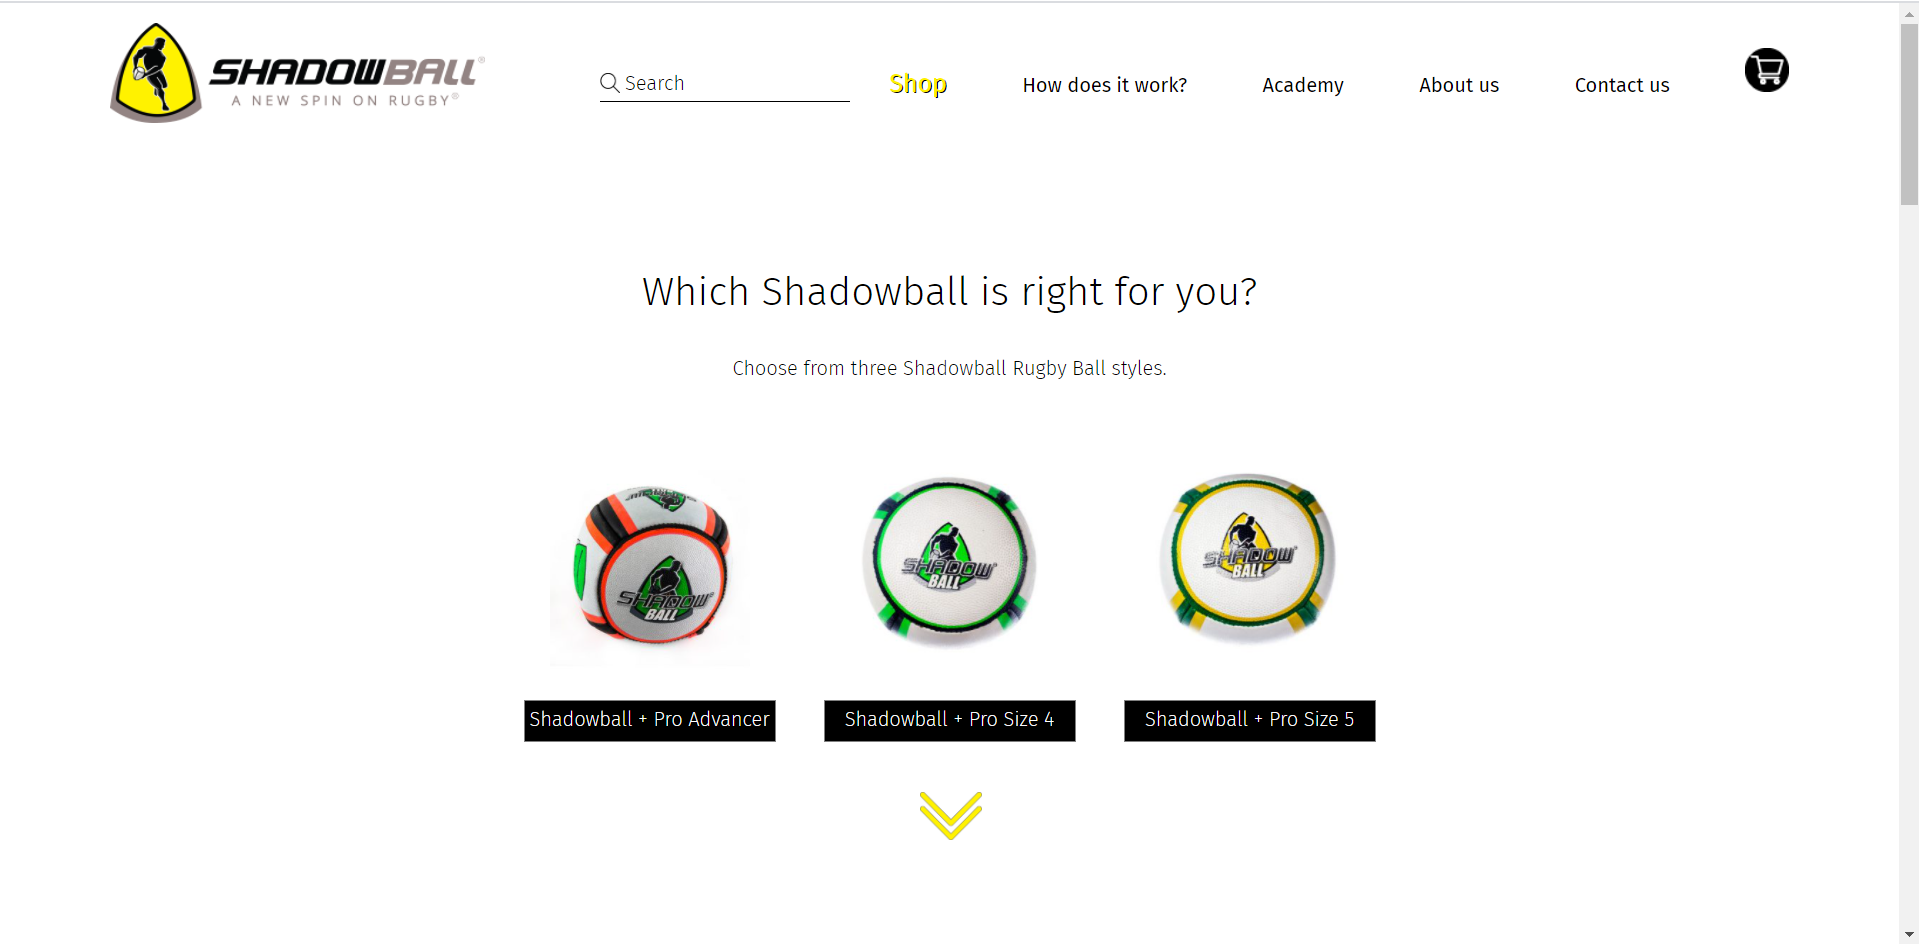 SHADOWBALL®
A NEW SPIN ON RUGBY®
Search
Shop
How does it work?
Academy
About us
Contact us
Which Shadowball is right for you?
Choose from three Shadowball Rugby Ball styles.
SHADOW
BALL
SHADOW
BALL
SHADOW
BALL
Shadowball + Pro Advancer
Shadowball + Pro Size 4
Shadowball + Pro Size 5